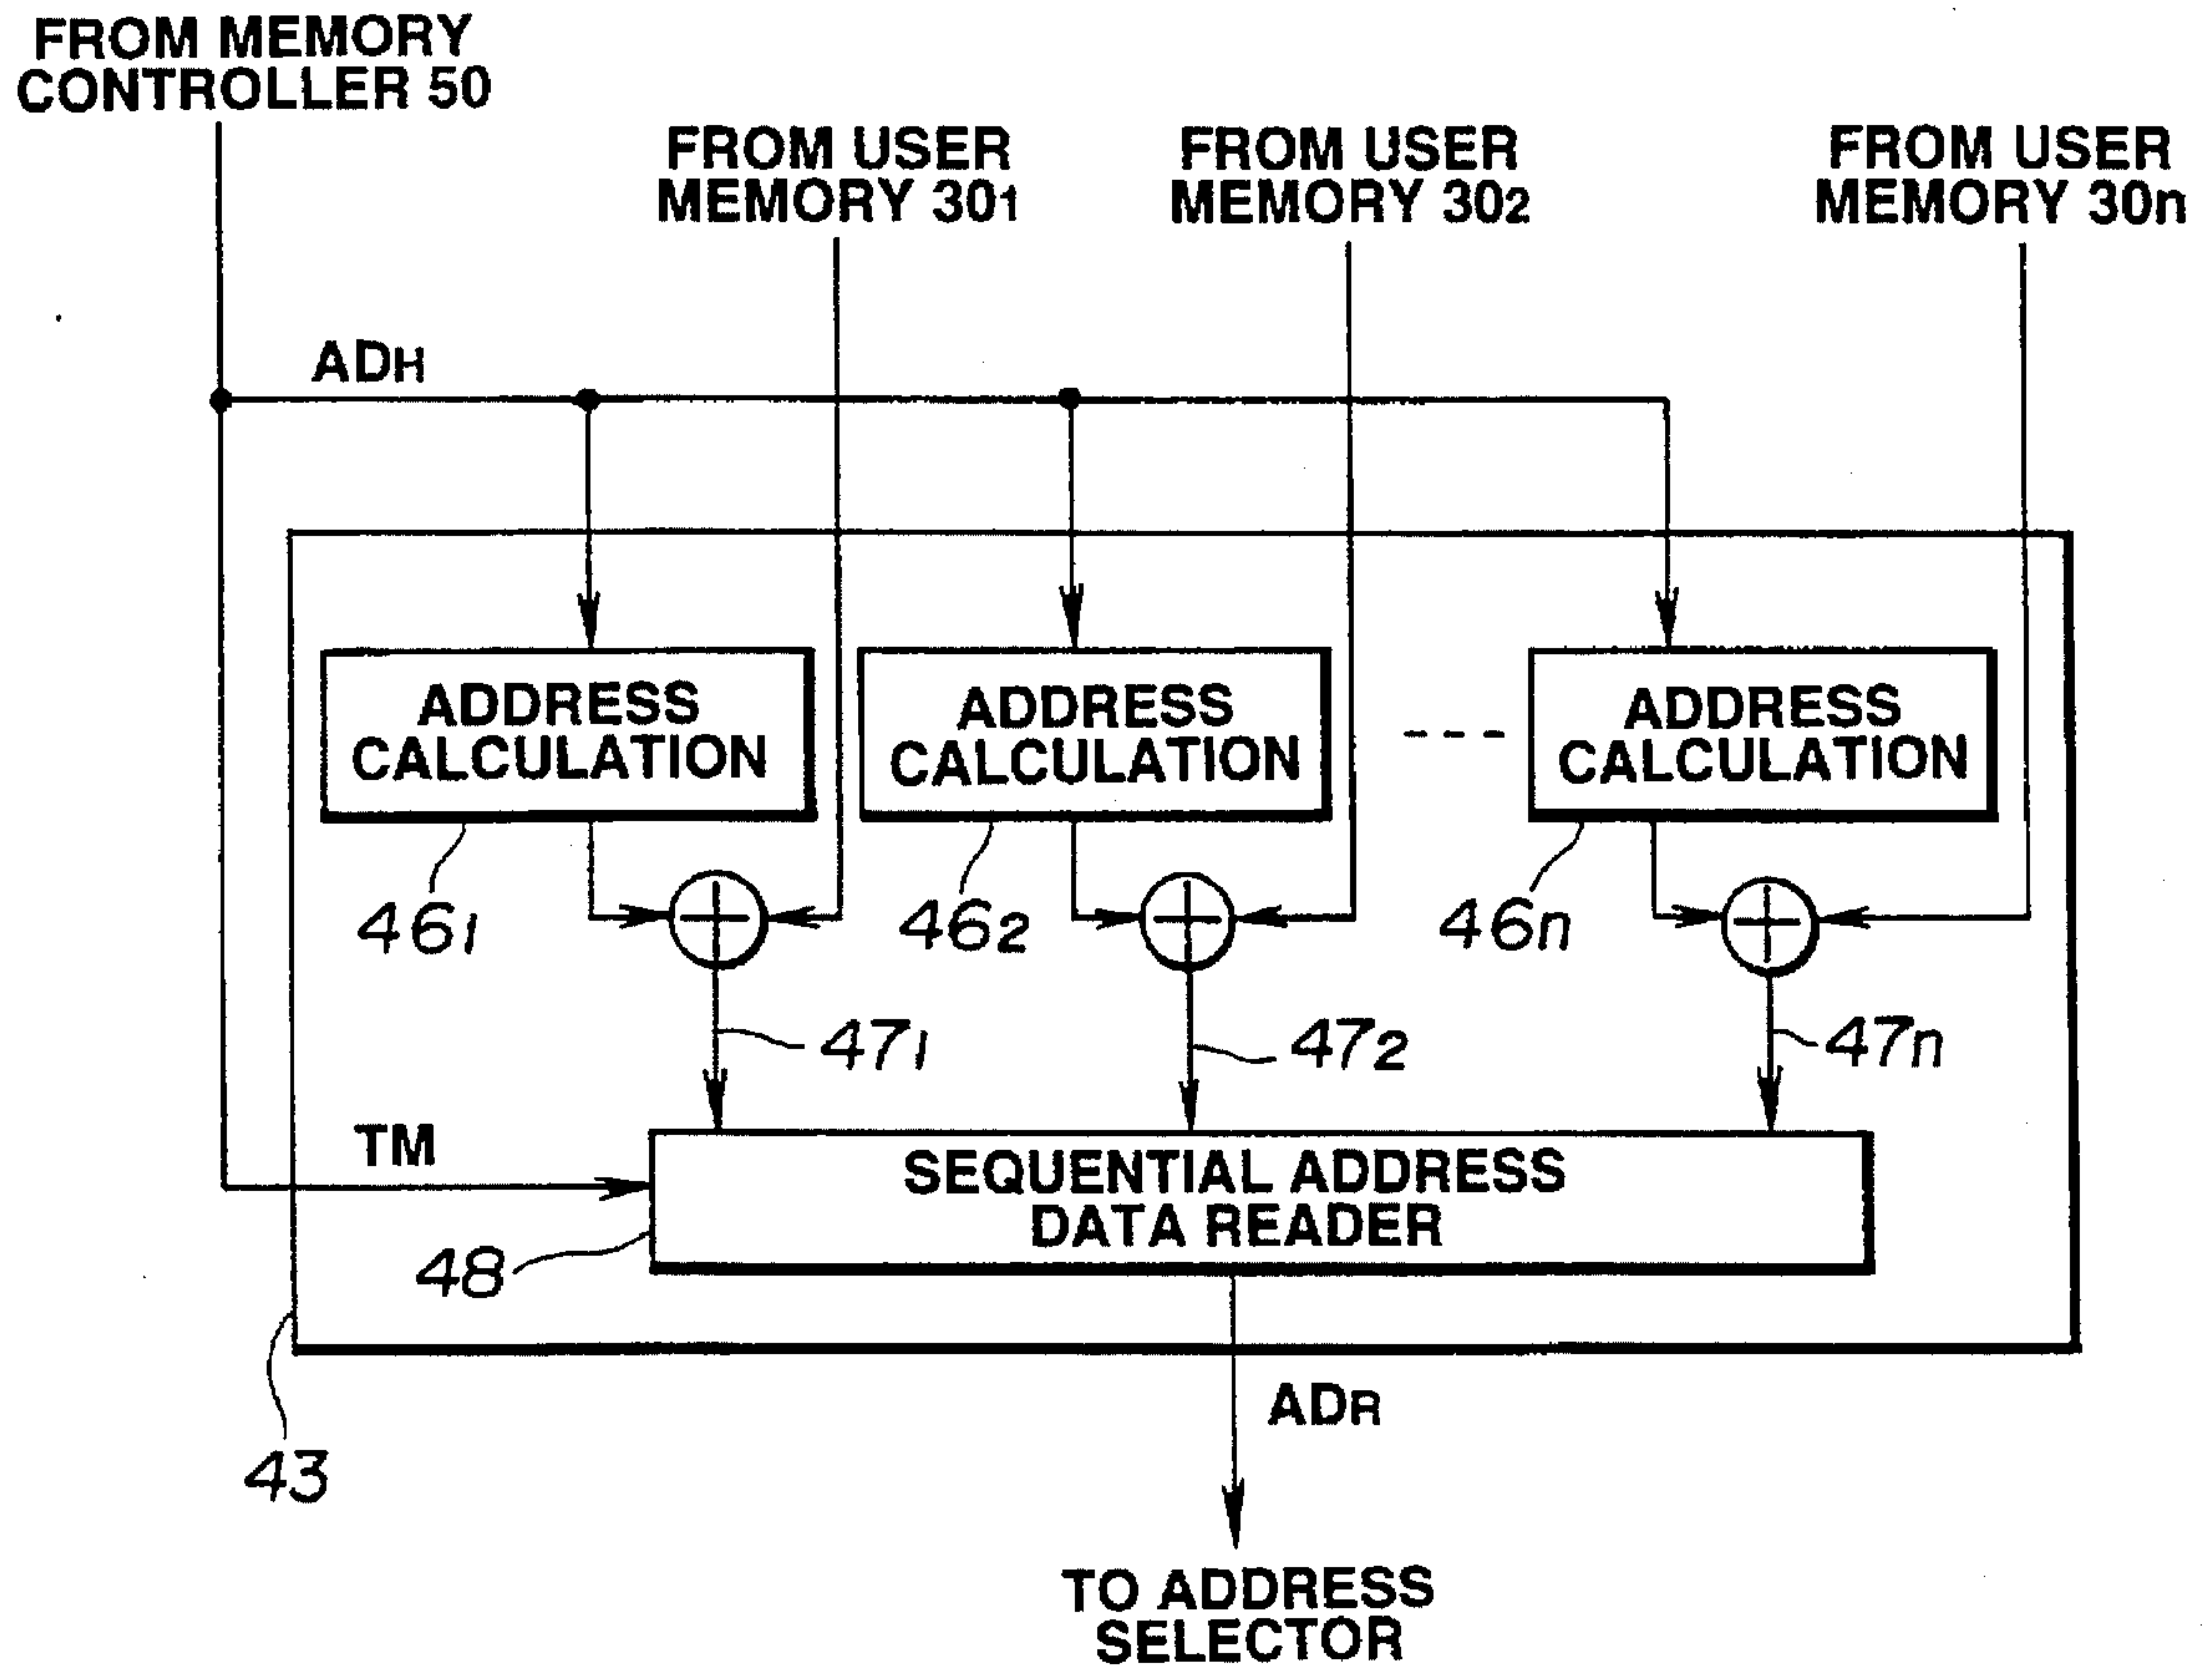 FROM MEMORY
CONTROLLER 50
FROM USER
MEMORY 301
FROM USER
MEMORY 302
FROM USER
MEMORY 30n
ADH
ADDRESS
CALCULATION
ADDRESS
CALCULATION
ADDRESS
CALCULATION
461
462
46n
471
472
47n
TM
SEQUENTIAL ADDRESS
DATA READER
48
43
ADR
TO ADDRESS
SELECTOR